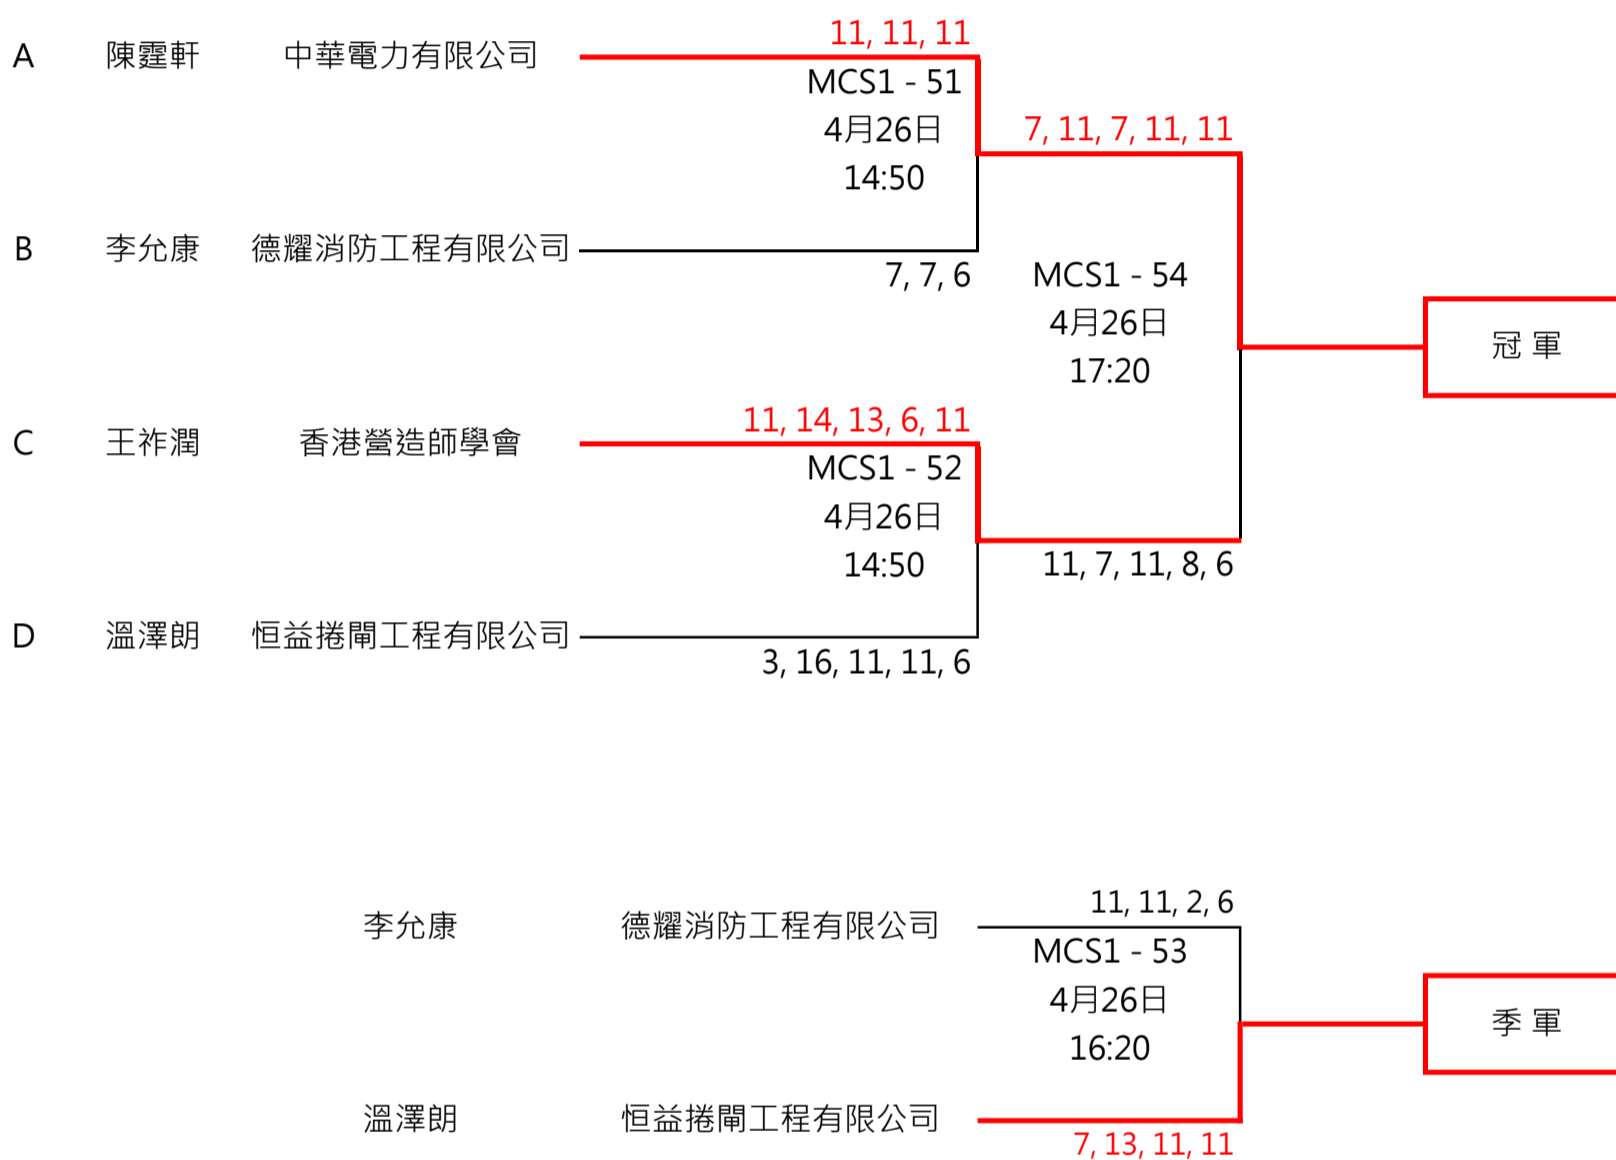 11, 11, 11
A 陳霆軒 中華電力有限公司
MCS1 - 51
4月26日
14:50
7, 11, 7, 11, 11
B 李允康 德耀消防工程有限公司
7, 7, 6
MCS1 - 54
4月26日
17:20
冠 軍
11, 14, 13, 6, 11
C 王祚潤 香港營造師學會
MCS1 - 52
4月26日
14:50
11, 7, 11, 8, 6
D 溫澤朗 恒益捲閘工程有限公司
3, 16, 11, 11, 6
11, 11, 2, 6
李允康 德耀消防工程有限公司
MCS1 - 53
4月26日
16:20
季 軍
溫澤朗 恒益捲閘工程有限公司
7, 13, 11, 11